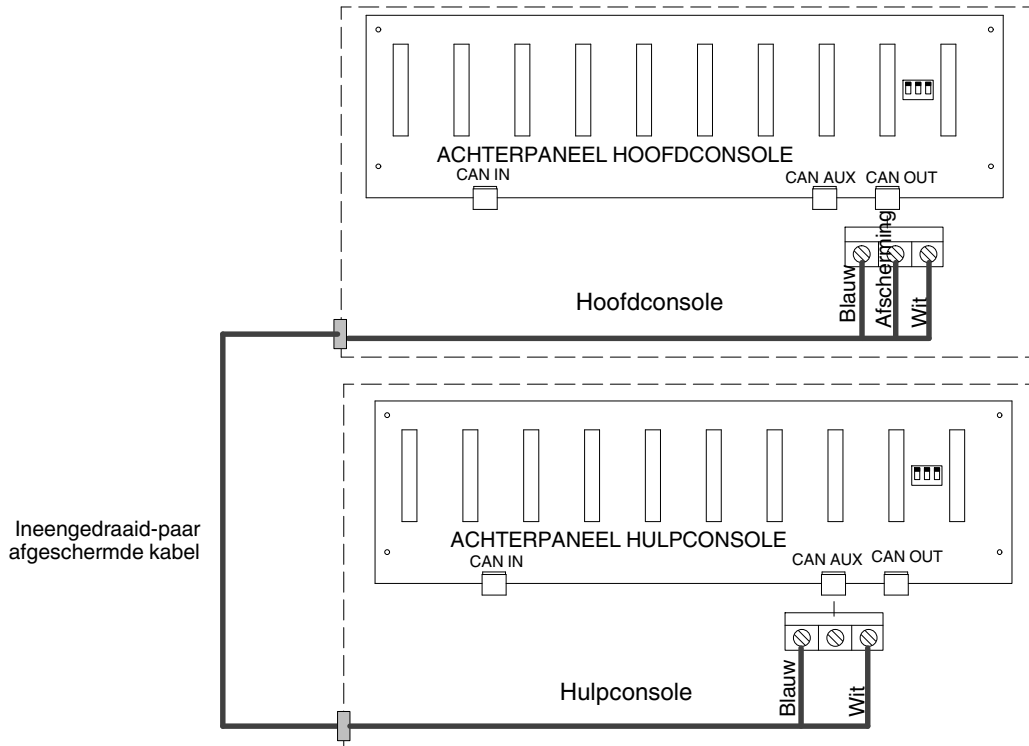 ACHTERPANEEL HOOFDCONSOLE
CAN IN
CAN AUX
CAN OUT
Blauw
Afscherming
Wit
Hoofdconsole
Ineengedraaid-paar
afgeschermde kabel
ACHTERPANEEL HULPCONSOLE
CAN IN
CAN AUX
CAN OUT
Blauw
Wit
Hulpconsole